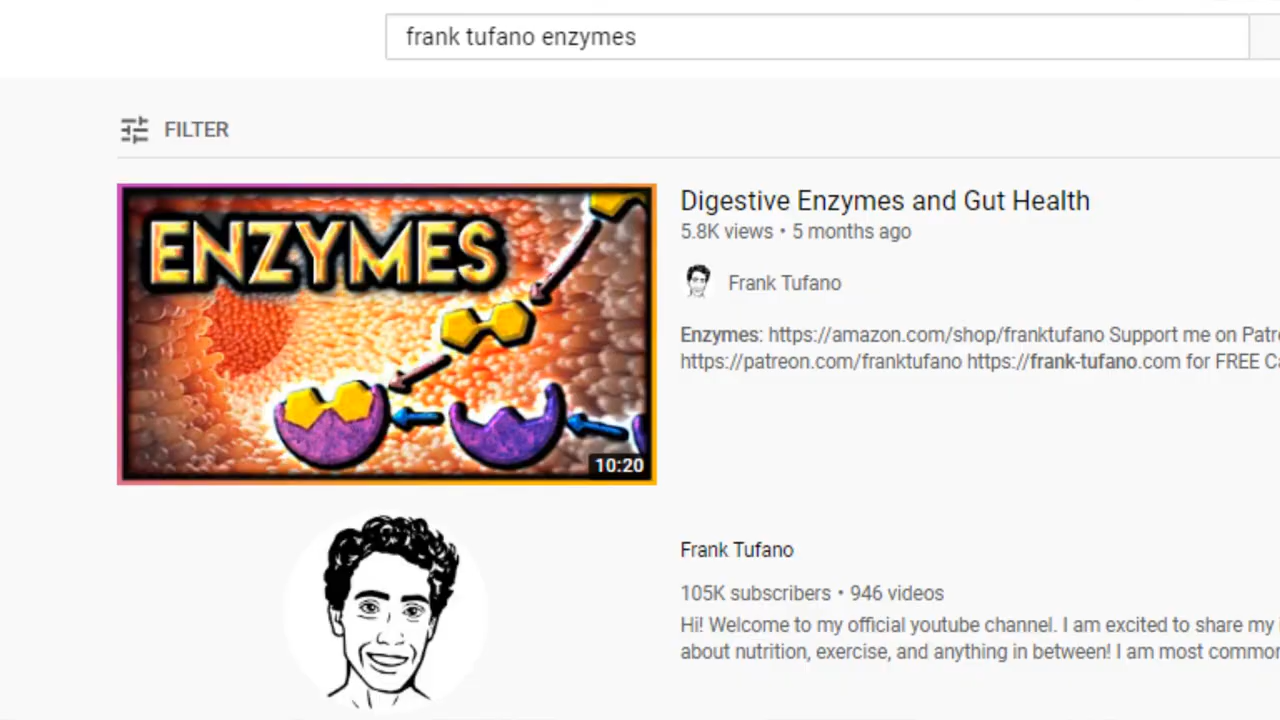 frank tufano enzymes
FILTER
ENZYMES
10:20
Digestive Enzymes and Gut Health
5.8K views • 5 months ago
Frank Tufano
Enzymes: https://amazon.com/shop/franktufano Support me on Patre
https://patreon.com/franktufano https://frank-tufano.com for FREE Ca
Frank Tufano
105K subscribers • 946 videos
Hi! Welcome to my official youtube channel. I am excited to share my
about nutrition, exercise, and anything in between! I am most common